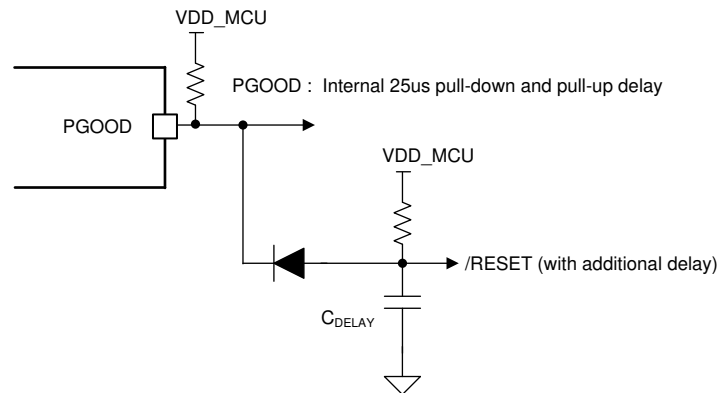 VDD_MCU
PGOOD : Internal 25us pull-down and pull-up delay
PGOOD
VDD_MCU
/RESET (with additional delay)
CDELAY